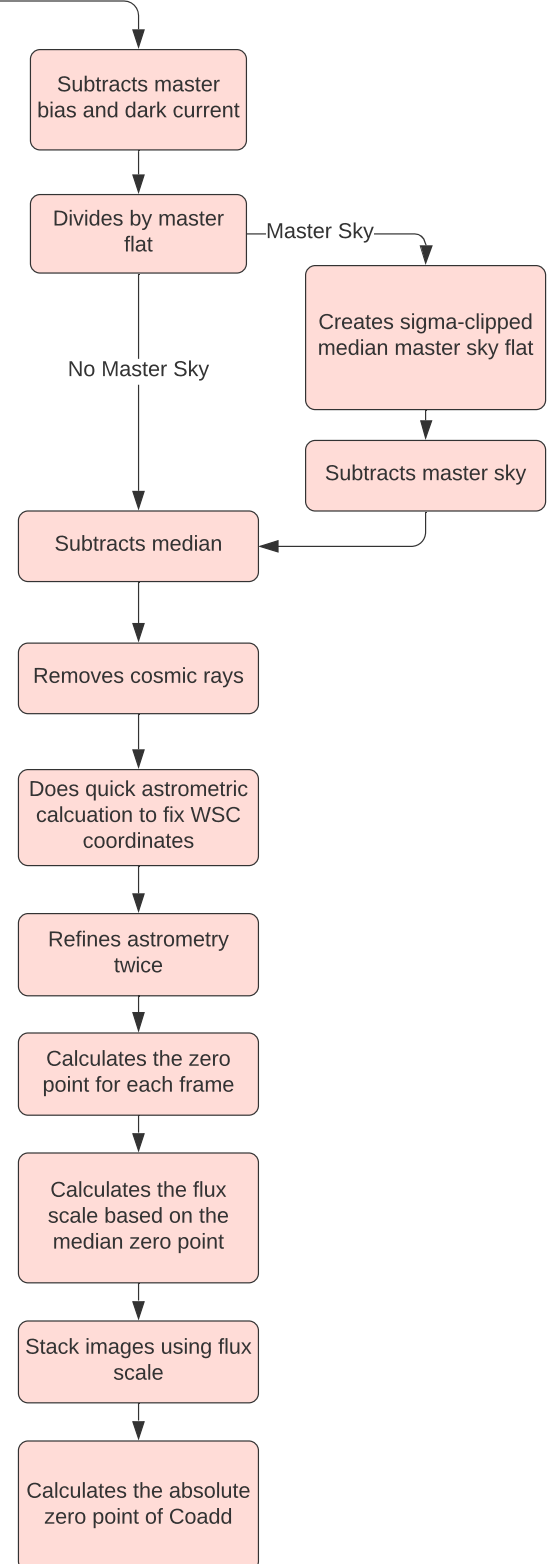 Subtracts master
bias and dark current
Divides by master
flat
Master Sky
Creates sigma-clipped
median master sky flat
No Master Sky
Subtracts master sky
Subtracts median
Removes cosmic rays
Does quick astrometric
calcuation to fix WSC
coordinates
Refines astrometry
twice
Calculates the zero
point for each frame
Calculates the flux
scale based on the
median zero point
Stack images using flux
scale
Calculates the absolute
zero point of Coadd